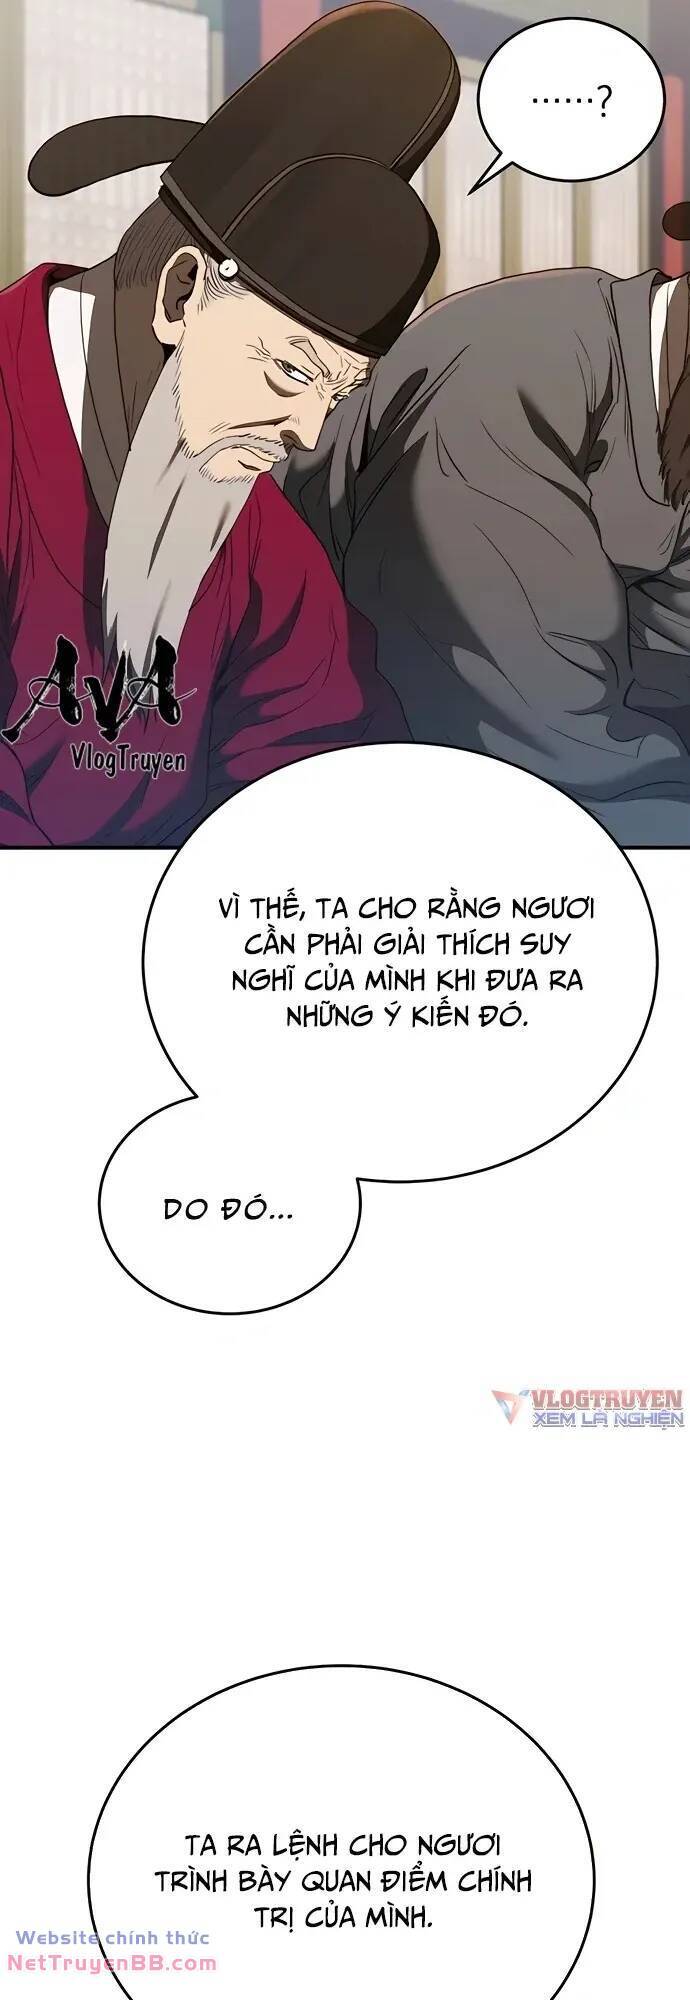 ......?
AVA
VlogTruyen
VÌ THẾ, TA CHO RẰNG NGƯƠI
CẦN PHẢI GIẢI THÍCH SUY
NGHĨ CỦA MÌNH KHI ĐƯA RA
NHỮNG Ý KIẾN ĐÓ.
DO ĐÓ...
VLOGTRUYEN
XEM LÀ NGHIỆN
TA RA LỆNH CHO NGƯƠI
TRÌNH BÀY QUAN ĐIỂM CHÍNH
TRỊ CỦA MÌNH.
Website chính thức
NetTruyenBB.com